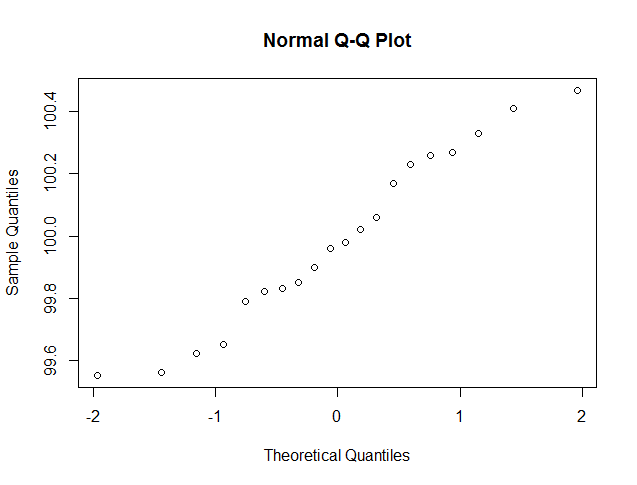 Normal Q-Q Plot
Sample Quantiles
100.4
100.2
100.0
99.8
99.6
-2 -1 0 1 2
Theoretical Quantiles